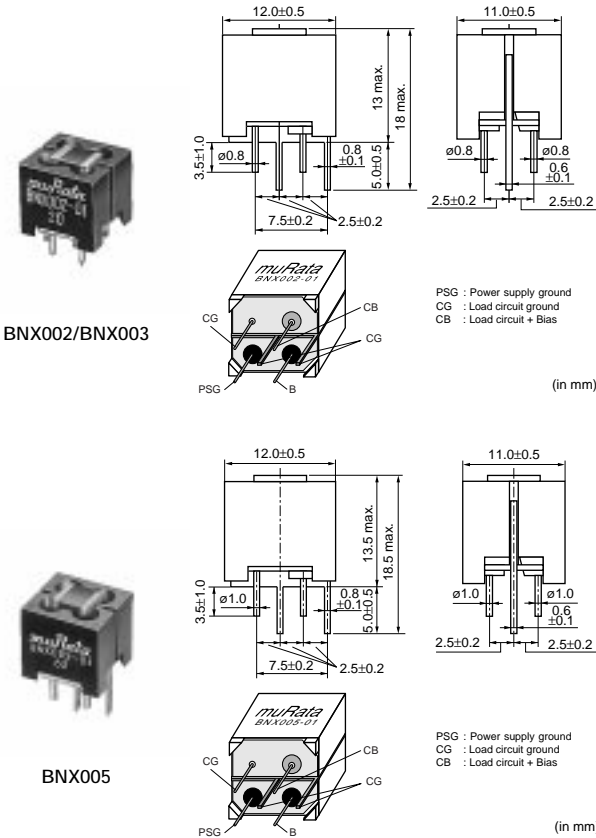 12.0±0.5
11.0±0.5
13 max.
18 max.
3.5±1.0
ø0.8
0.8
±0.1
5.0±0.5
7.5±0.2
2.5±0.2
ø0.8
ø0.8
0.6
±0.1
2.5±0.2
2.5±0.2
muRata
BNX002-01
BNX002/BNX003
muRata
BNX002-01
CG
CB
CG
PSG
B
PSG : Power supply ground
CG : Load circuit ground
CB : Load circuit + Bias
(in mm)
12.0±0.5
11.0±0.5
13.5 max.
18.5 max.
3.5±1.0
ø1.0
0.8
±0.1
5.0±0.5
7.5±0.2
2.5±0.2
ø1.0
ø1.0
0.6
±0.1
2.5±0.2
2.5±0.2
muRata
BNX005
muRata
BNX005-01
CG
CB
CG
PSG
B
PSG : Power supply ground
CG : Load circuit ground
CB : Load circuit + Bias
(in mm